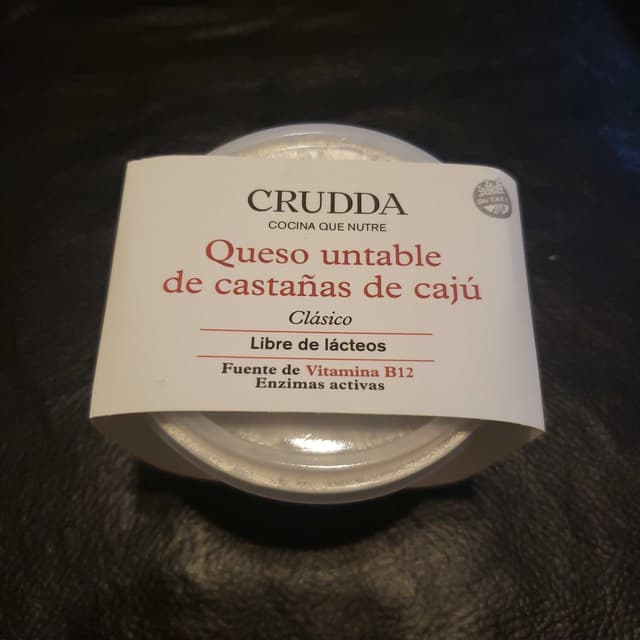 CRUDDA
COCINA QUE NUTRE
Sin T.A.C.C.
Queso untable
de castañas de cajú
Clásico
Libre de lácteos
Fuente de Vitamina B12
Enzimas activas